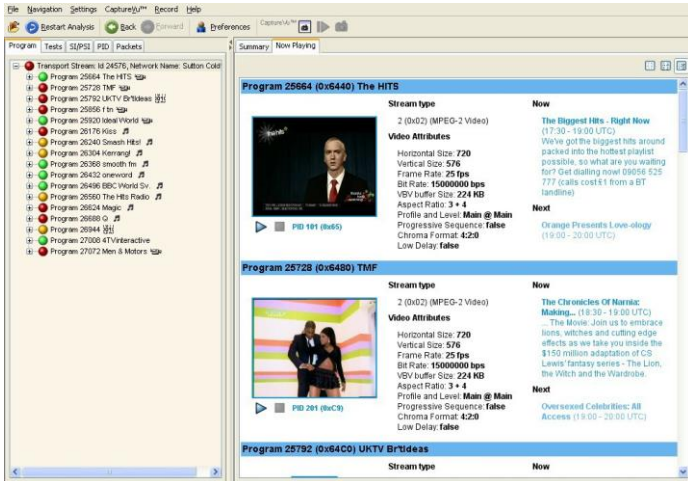 File Navigation Settings CaptureVu™ Record Help
Restart Analysis Back Forward Preferences CaptureVu™
Program Tests SI/PSI PID Packets
Transport Stream: Id 24576, Network Name: Sutton Cold
Program 25664 The HITS
Program 25728 TMF
Program 25792 UKTV Br'tideas
Program 25856 f tn
Program 25920 Ideal World
Program 26176 Kiss
Program 26240 Smash Hits!
Program 26304 Kerrang!
Program 26368 smooth fm
Program 26432 oneword
Program 26496 BBC World Sv.
Program 26560 The Hits Radio
Program 26624 Magic
Program 26688 Q
Program 26944
Program 27008 4TVinteractive
Program 27072 Men & Motors
Summary Now Playing
Program 25664 (0x6440) The HITS
Stream type
2 (0x02) (MPEG-2 Video)
Video Attributes
Horizontal Size: 720
Vertical Size: 576
Frame Rate: 25 fps
Bit Rate: 15000000 bps
VBV buffer Size: 224 KB
Aspect Ratio: 3 ÷ 4
Profile and Level: Main @ Main
Progressive Sequence: false
Chroma Format: 4:2:0
Low Delay: false
PID 101 (0x65)
Now
The Biggest Hits - Right Now
(17:30 - 19:00 UTC)
We've got the biggest hits around
packed into the hottest playlist
possible, so what are you waiting
for? Get dialling now! 09056 525
777 (calls cost £1 from a BT
landline)
Next
Orange Presents Love-ology
(19:00 - 20:00 UTC)
Program 25728 (0x6480) TMF
Stream type
2 (0x02) (MPEG-2 Video)
Video Attributes
Horizontal Size: 720
Vertical Size: 576
Frame Rate: 25 fps
Bit Rate: 15000000 bps
VBV buffer Size: 224 KB
Aspect Ratio: 3 ÷ 4
Profile and Level: Main @ Main
Progressive Sequence: false
Chroma Format: 4:2:0
Low Delay: false
PID 201 (0xC9)
Now
The Chronicles Of Narnia:
Making... (18:30 - 19:00 UTC)
... The Movie: Join us to embrace
lions, witches and cutting edge
effects as we take you inside the
$150 million adaptation of CS
Lewis' fantasy series - The Lion,
the Witch and the Wardrobe.
Next
Oversexed Celebrities: All
Access (19:00 - 20:00 UTC)
Program 25792 (0x64C0) UKTV Br'tideas
Stream type
Now